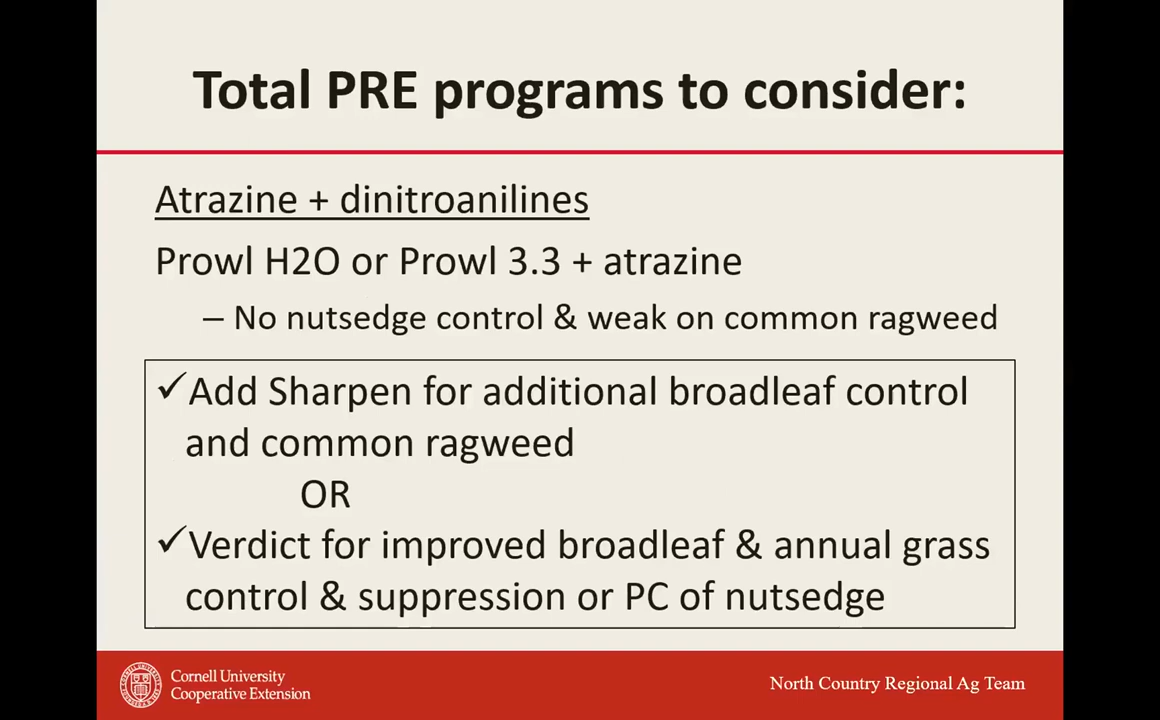 Total PRE programs to consider:
Atrazine + dinitroanilines
Prowl H2O or Prowl 3.3 + atrazine
– No nutsedge control & weak on common ragweed
✓Add Sharpen for additional broadleaf control
and common ragweed
OR
✓Verdict for improved broadleaf & annual grass
control & suppression or PC of nutsedge
Cornell University
Cooperative Extension
North Country Regional Ag Team